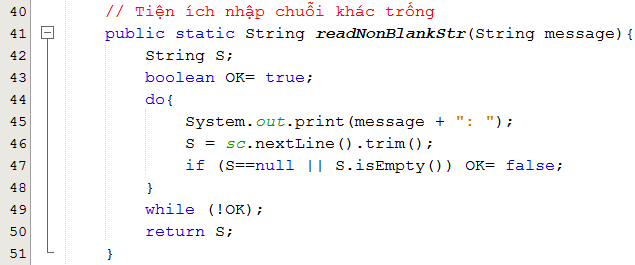 40 // Tiện ích nhập chuỗi khác trống
41 public static String readNonBlankStr(String message){
42 String S;
43 boolean OK= true;
44 do{
45 System.out.print(message + ": ");
46 S = sc.nextLine().trim();
47 if (S==null || S.isEmpty()) OK= false;
48 }
49 while (!OK);
50 return S;
51 }